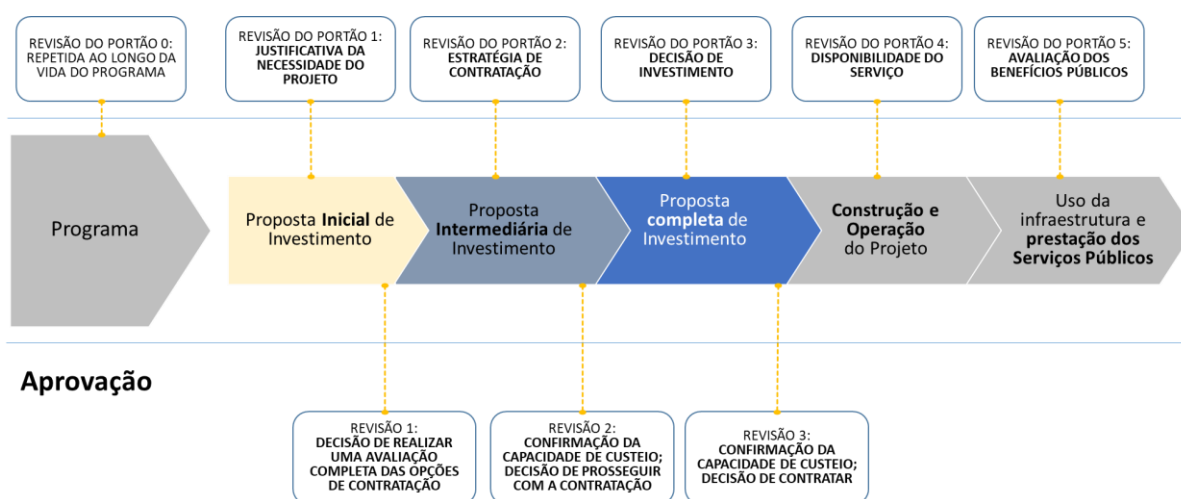 REVISÃO DO PORTÃO 0:
REPETIDA AO LONGO DA
VIDA DO PROGRAMA
REVISÃO DO PORTÃO 1:
JUSTIFICATIVA DA
NECESSIDADE DO
PROJETO
REVISÃO DO PORTÃO 2:
ESTRATÉGIA DE
CONTRATAÇÃO
REVISÃO DO PORTÃO 3:
DECISÃO DE
INVESTIMENTO
REVISÃO DO PORTÃO 4:
DISPONIBILIDADE DO
SERVIÇO
REVISÃO DO PORTÃO 5:
AVALIAÇÃO DOS
BENEFÍCIOS PÚBLICOS
Programa
Proposta Inicial de
Investimento
Proposta
Intermediária de
Investimento
Proposta
completa de
Investimento
Construção e
Operação
do Projeto
Uso da
infraestrutura e
prestação dos
Serviços Públicos
Aprovação
REVISÃO 1:
DECISÃO DE REALIZAR
UMA AVALIAÇÃO
COMPLETA DAS OPÇÕES
DE CONTRATAÇÃO
REVISÃO 2:
CONFIRMAÇÃO DA
CAPACIDADE DE CUSTEIO;
DECISÃO DE PROSSEGUIR
COM A CONTRATAÇÃO
REVISÃO 3:
CONFIRMAÇÃO DA
CAPACIDADE DE CUSTEIO;
DECISÃO DE CONTRATAR